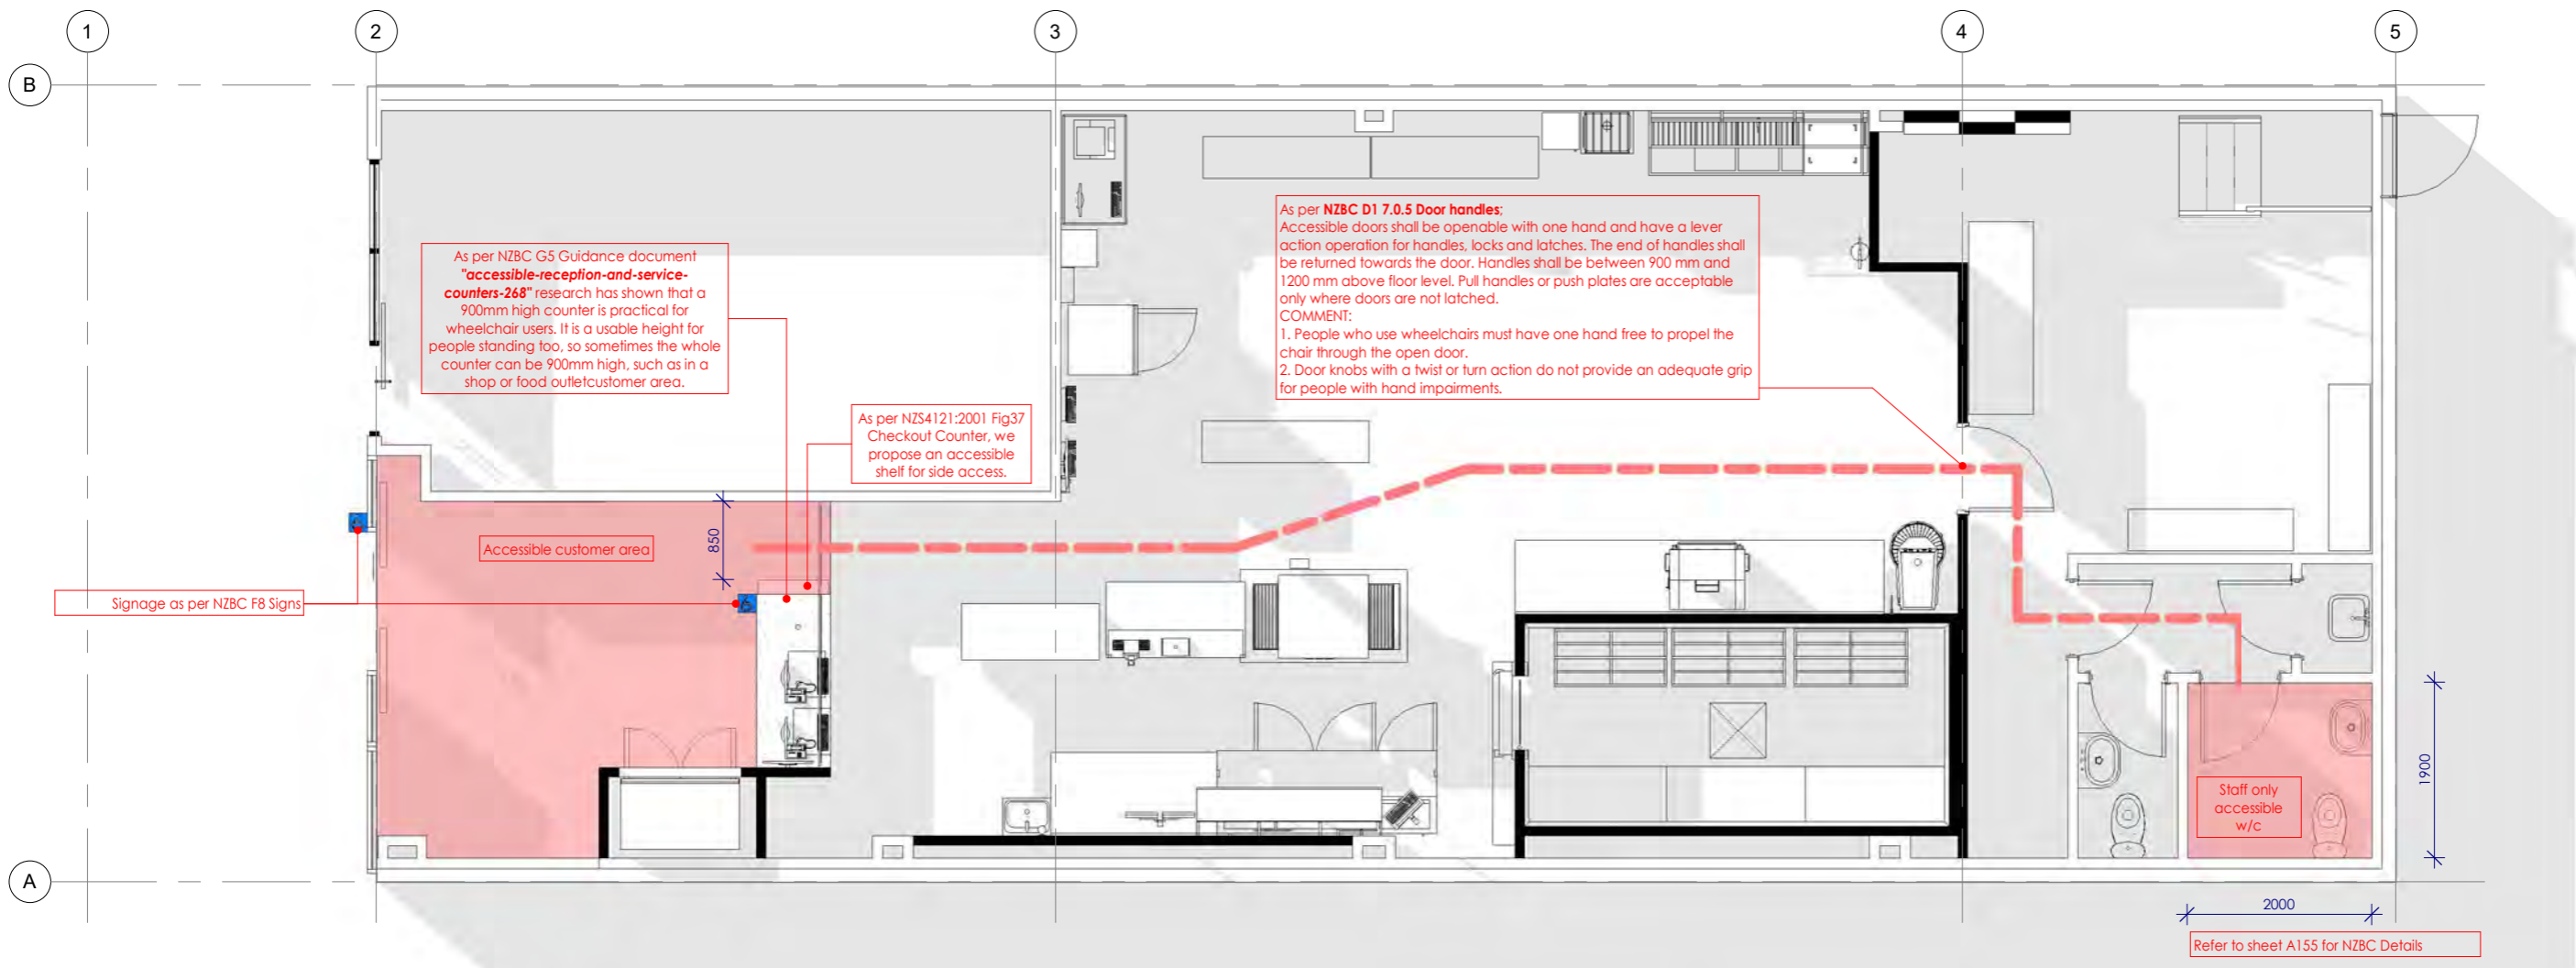 1
2
3
4
5
B
As per NZBC G5 Guidance document
"accessible-reception-and-service-
counters-268" research has shown that a
900mm high counter is practical for
wheelchair users. It is a usable height for
people standing too, so sometimes the whole
counter can be 900mm high, such as in a
shop or food outletcustomer area.
As per NZBC D1 7.0.5 Door handles;
Accessible doors shall be openable with one hand and have a lever
action operation for handles, locks and latches. The end of handles shall
be returned towards the door. Handles shall be between 900 mm and
1200 mm above floor level. Pull handles or push plates are acceptable
only where doors are not latched.
COMMENT:
1. People who use wheelchairs must have one hand free to propel the
chair through the open door.
2. Door knobs with a twist or turn action do not provide an adequate grip
for people with hand impairments.
As per NZS4121:2001 Fig37
Checkout Counter, we
propose an accessible
shelf for side access.
Accessible customer area
850
Signage as per NZBC F8 Signs
Staff only
accessible
w/c
1900
A
2000
Refer to sheet A155 for NZBC Details